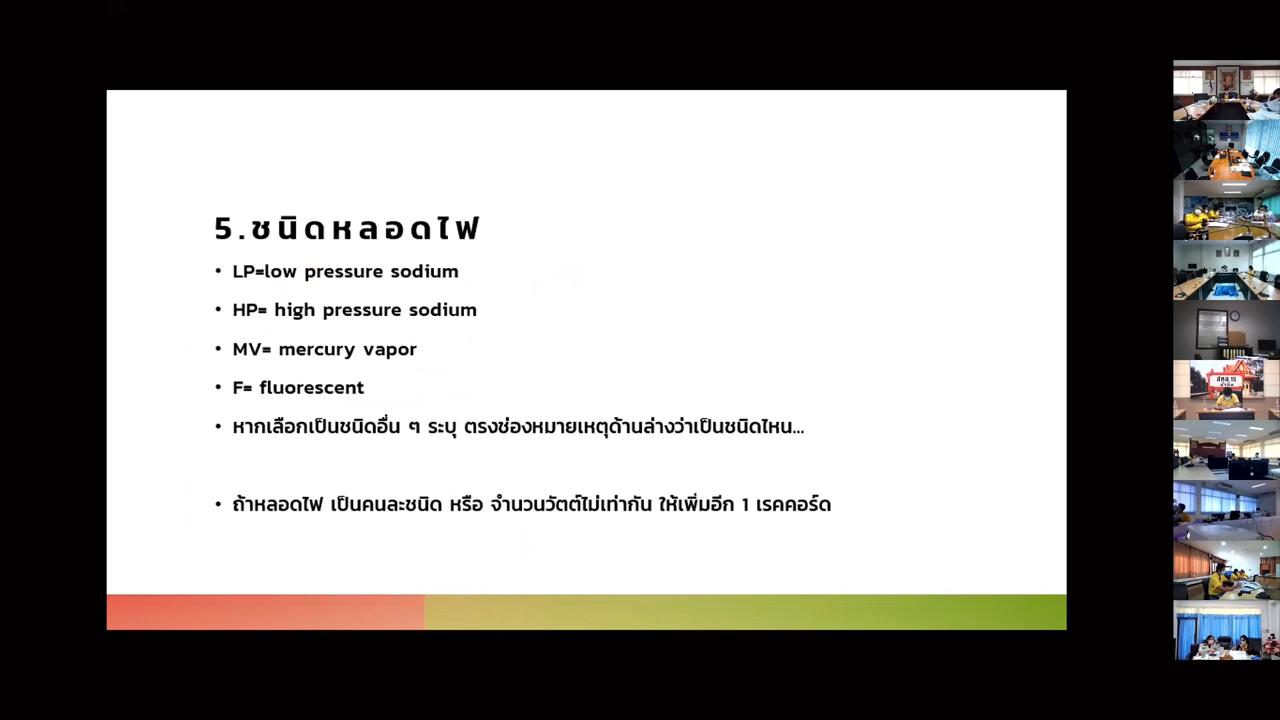 5.ชนิดหลอดไฟ
• LP=low pressure sodium
• HP= high pressure sodium
• MV= mercury vapor
• F= fluorescent
• หากเลือกเป็นชนิดอื่น ๆ ระบุ ตรงช่องหมายเหตุด้านล่างว่าเป็นชนิดไหน...
• ถ้าหลอดไฟ เป็นคนละชนิด หรือ จำนวนวัตต์ไม่เท่ากัน ให้เพิ่มอีก 1 เรคคอร์ด